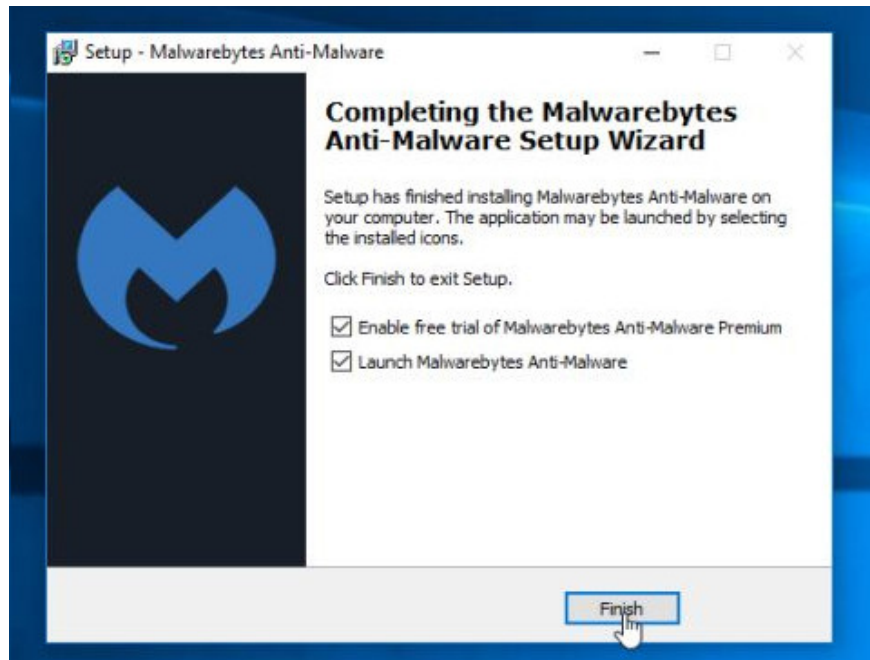 Setup - Malwarebytes Anti-Malware
Completing the Malwarebytes
Anti-Malware Setup Wizard
Setup has finished installing Malwarebytes Anti-Malware on
your computer. The application may be launched by selecting
the installed icons.
Click Finish to exit Setup.
Enable free trial of Malwarebytes Anti-Malware Premium
Launch Malwarebytes Anti-Malware
Finish